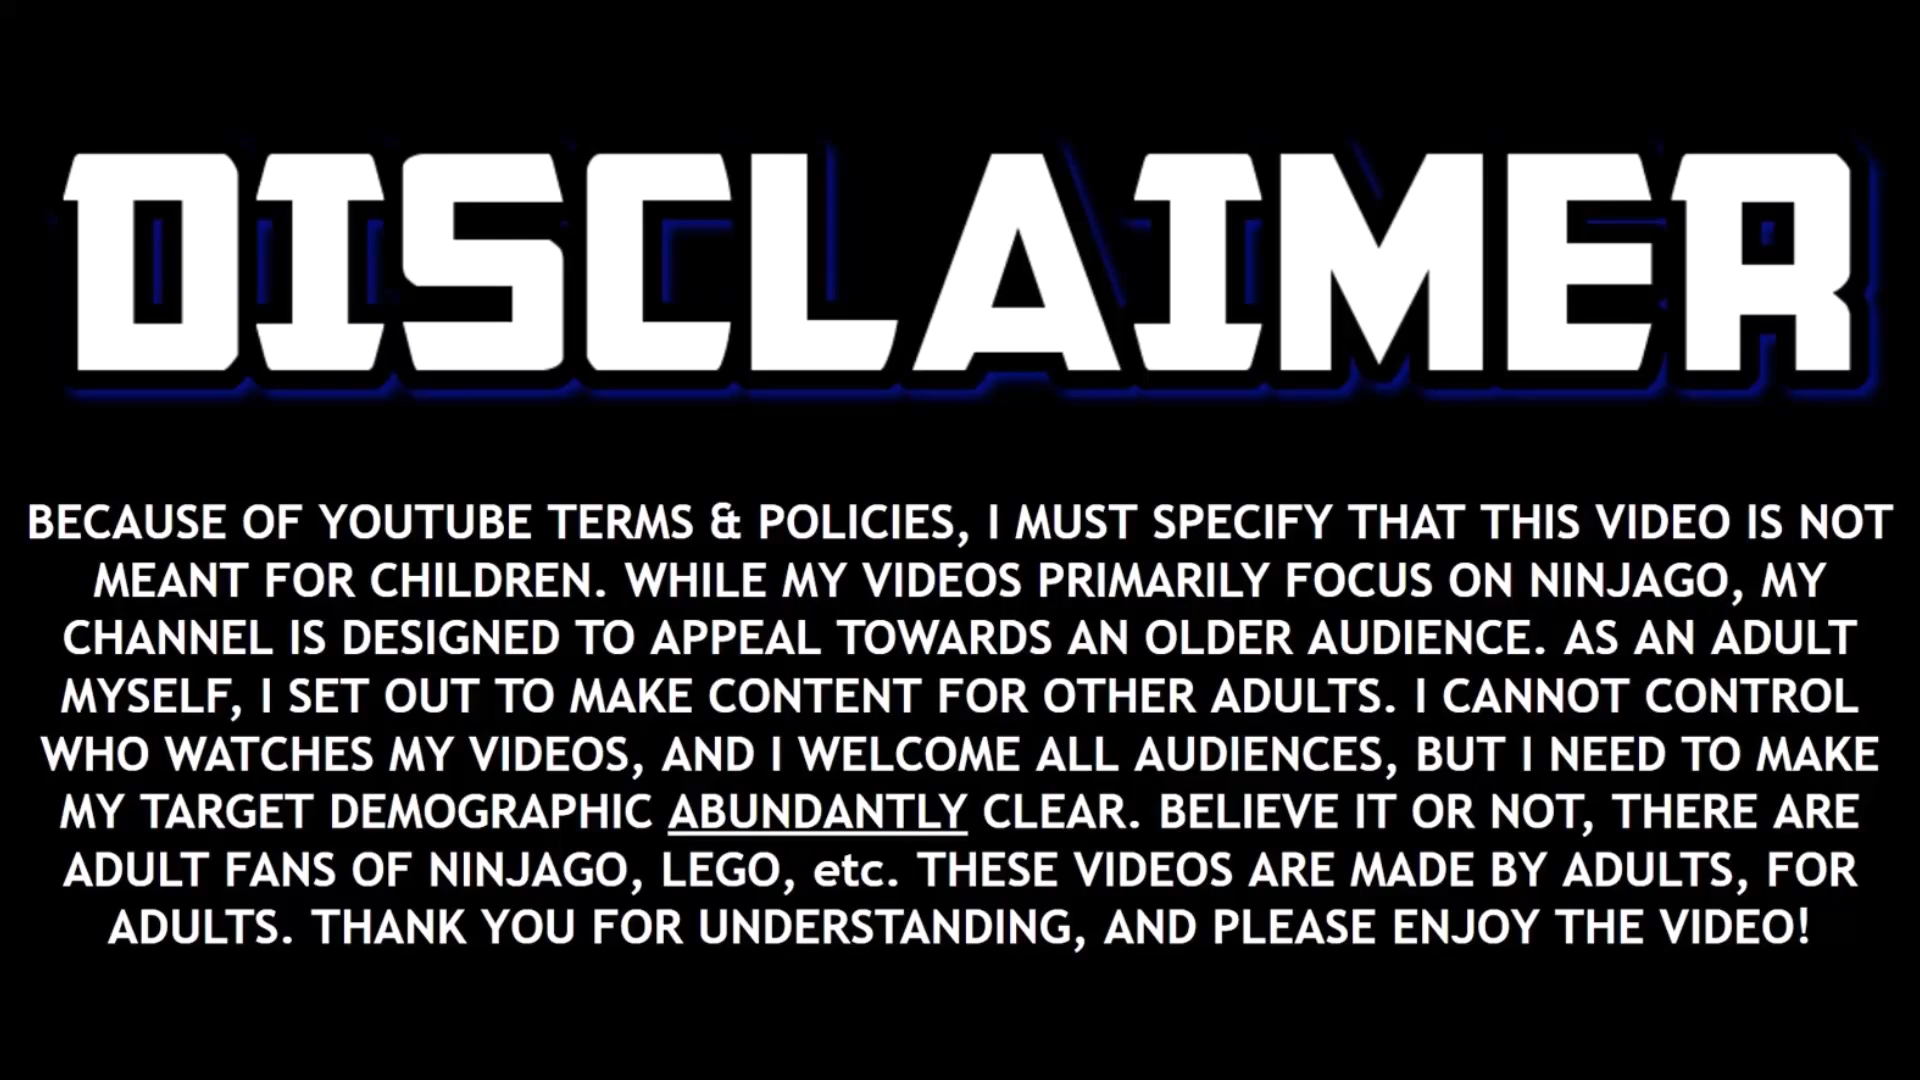 DISCLAIMER
BECAUSE OF YOUTUBE TERMS & POLICIES, I MUST SPECIFY THAT THIS VIDEO IS NOT
MEANT FOR CHILDREN. WHILE MY VIDEOS PRIMARILY FOCUS ON NINJAGO, MY
CHANNEL IS DESIGNED TO APPEAL TOWARDS AN OLDER AUDIENCE. AS AN ADULT
MYSELF, I SET OUT TO MAKE CONTENT FOR OTHER ADULTS. I CANNOT CONTROL
WHO WATCHES MY VIDEOS, AND I WELCOME ALL AUDIENCES, BUT I NEED TO MAKE
MY TARGET DEMOGRAPHIC ABUNDANTLY CLEAR. BELIEVE IT OR NOT, THERE ARE
ADULT FANS OF NINJAGO, LEGO, etc. THESE VIDEOS ARE MADE BY ADULTS, FOR
ADULTS. THANK YOU FOR UNDERSTANDING, AND PLEASE ENJOY THE VIDEO!